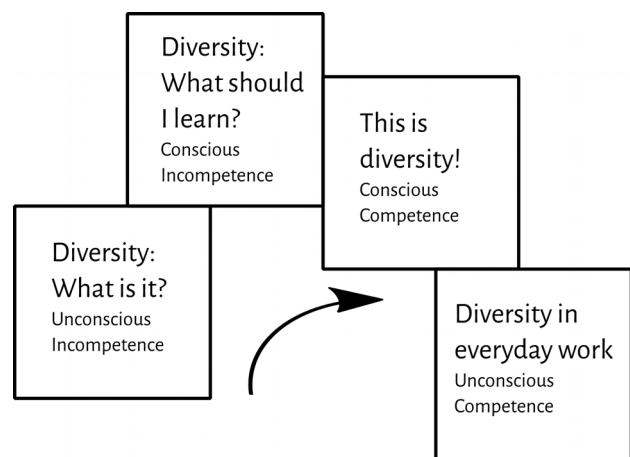 Diversity:
What is it?
Unconscious
Incompetence
Diversity:
What should
I learn?
Conscious
Incompetence
This is
diversity!
Conscious
Competence
Diversity in
everyday work
Unconscious
Competence